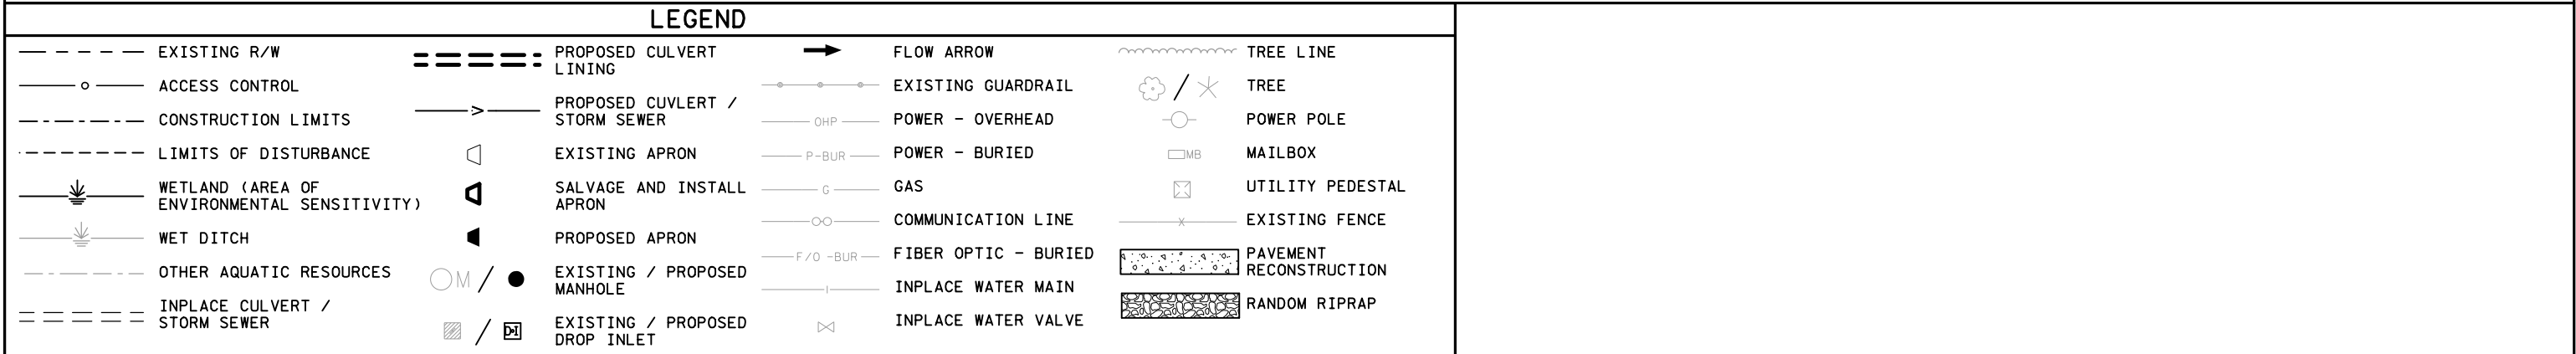 LEGEND
EXISTING R/W
ACCESS CONTROL
CONSTRUCTION LIMITS
LIMITS OF DISTURBANCE
WETLAND (AREA OF
ENVIRONMENTAL SENSITIVITY)
WET DITCH
OTHER AQUATIC RESOURCES
INPLACE CULVERT /
STORM SEWER
PROPOSED CULVERT
LINING
>
PROPOSED CUVLERT /
STORM SEWER
EXISTING APRON
SALVAGE AND INSTALL
APRON
PROPOSED APRON
M /
EXISTING / PROPOSED
MANHOLE
/ D-I
EXISTING / PROPOSED
DROP INLET
FLOW ARROW
EXISTING GUARDRAIL
OHP POWER - OVERHEAD
P-BUR POWER - BURIED
G GAS
COMMUNICATION LINE
F/O -BUR FIBER OPTIC - BURIED
I INPLACE WATER MAIN
INPLACE WATER VALVE
TREE LINE
/ TREE
POWER POLE
MB MAILBOX
UTILITY PEDESTAL
X EXISTING FENCE
PAVEMENT
RECONSTRUCTION
RANDOM RIPRAP